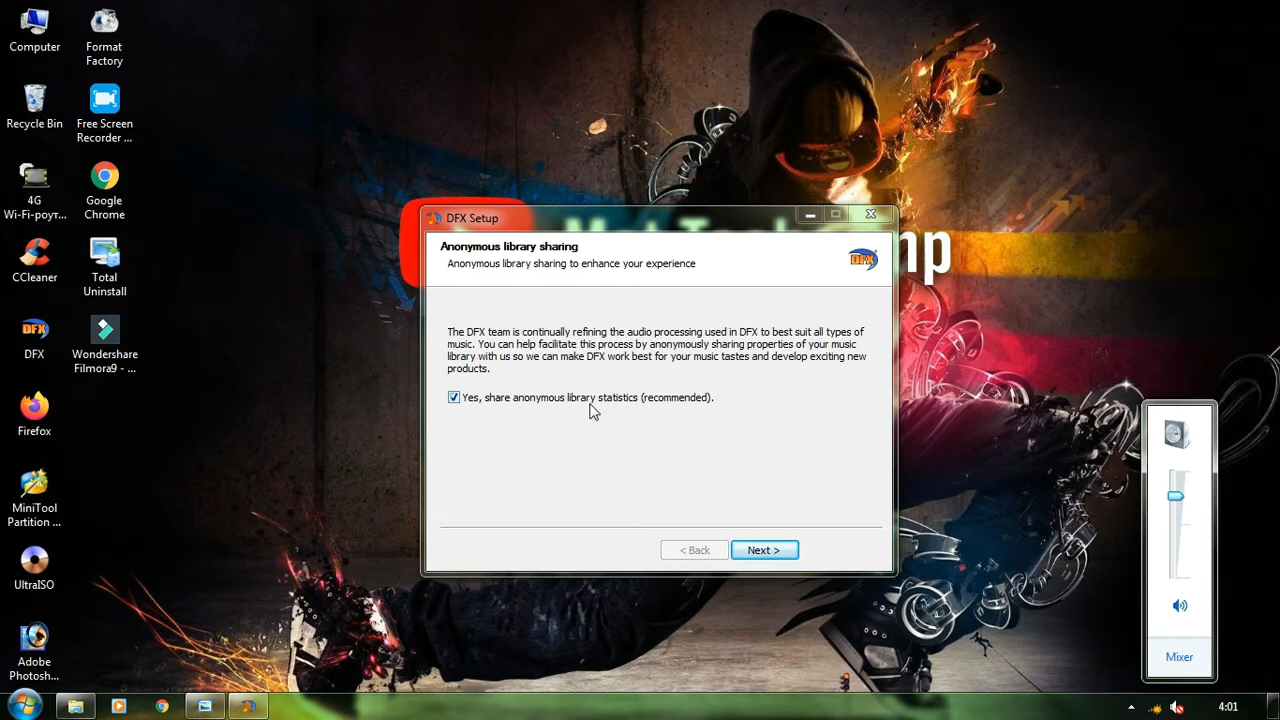 Computer
Format
Factory
Recycle Bin
Free Screen
Recorder ...
4G
Wi-Fi-роут...
Google
Chrome
CCleaner
Total
Uninstall
DFX
Wondershare
Filmora9 - ...
Firefox
MiniTool
Partition ...
UltraISO
Adobe
Photosh...
DFX Setup
Anonymous library sharing
Anonymous library sharing to enhance your experience
DFX
The DFX team is continually refining the audio processing used in DFX to best suit all types of
music. You can help facilitate this process by anonymously sharing properties of your music
library with us so we can make DFX work best for your music tastes and develop exciting new
products.
Yes, share anonymous library statistics (recommended).
< Back
Next >
Mixer
4:01